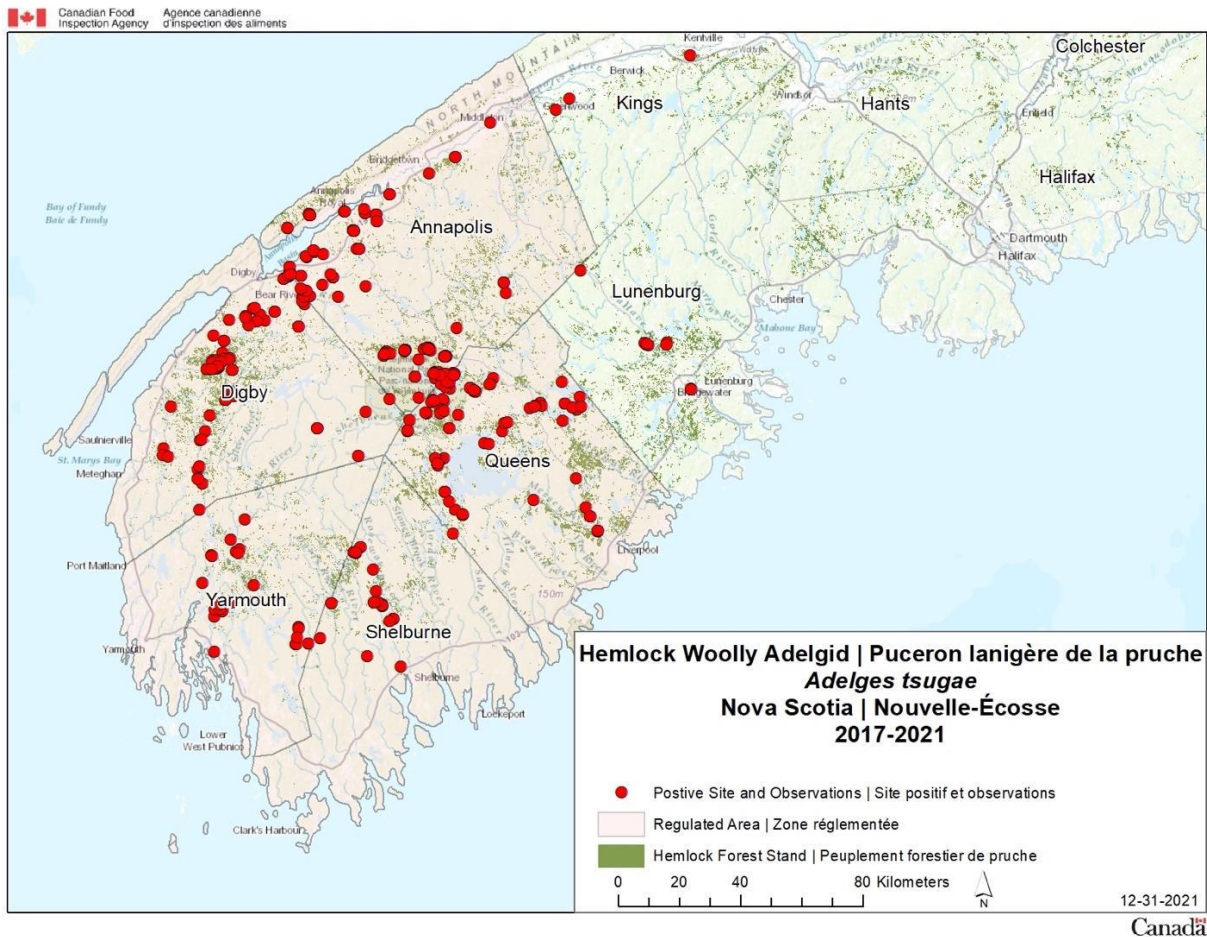 Canadian Food
Inspection Agency
Agence canadienne
d'inspection des aliments
Colchester
Kentville
Berwick
Kings
Windsor
Hants
Enfield
NORTH MOUNTAIN
Middleton
Bridgetown
Halifax
Bay of Fundy
Baie de Fundy
Annapolis
Dartmouth
Halifax
Digby
Bear River
Lunenburg
Chester
Mahone Bay
Lunenburg
Bridgewater
Digby
Saulnierville
St. Marys Bay
Meteghan
Queens
Port Maitland
Liverpool
150m
Yarmouth
Shelburne
103
Yarmouth
Shelburne
Lockeport
Lower
West Pubnico
Clark's Harbour
Hemlock Woolly Adelgid | Puceron lanigère de la pruche
Adelges tsugae
Nova Scotia | Nouvelle-Écosse
2017-2021
Postive Site and Observations | Site positif et observations
Regulated Area | Zone réglementée
Hemlock Forest Stand | Peuplement forestier de pruche
0 20 40 80 Kilometers
N
12-31-2021
Canada